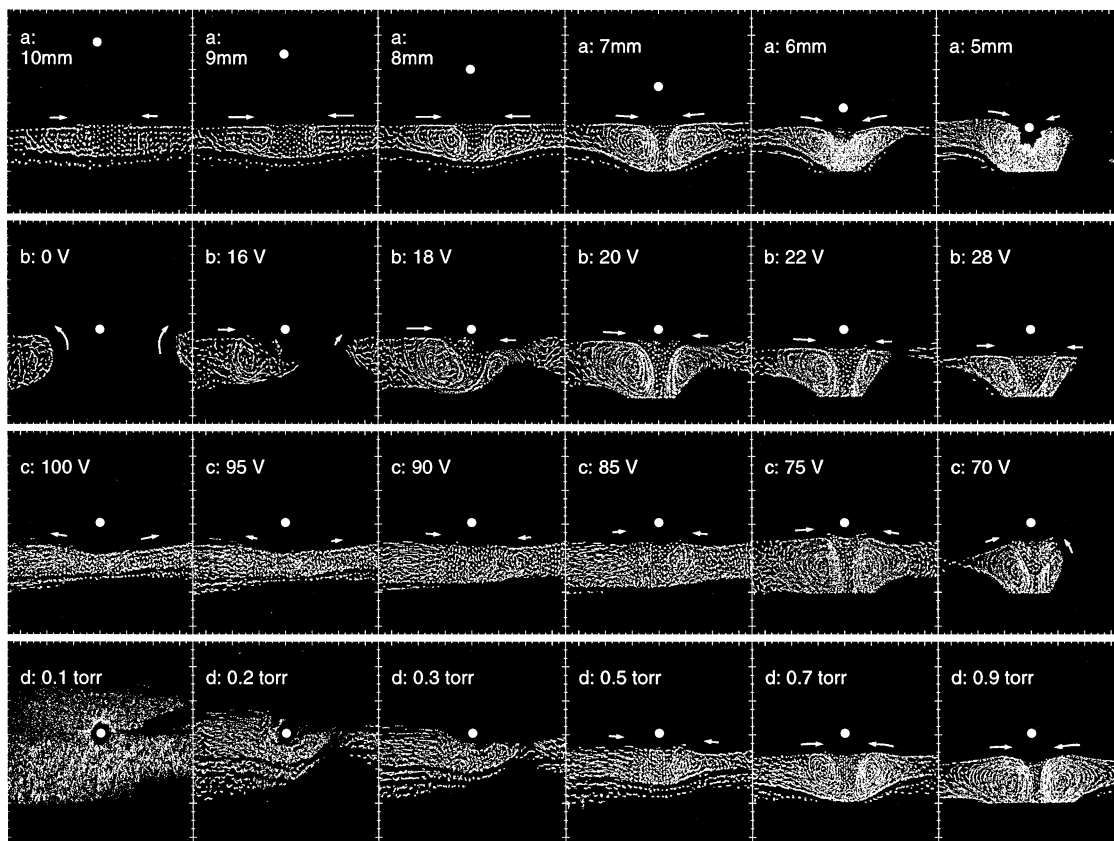 a:
10mm
a:
9mm
a:
8mm
a: 7mm
a: 6mm
a: 5mm
b: 0 V
b: 16 V
b: 18 V
b: 20 V
b: 22 V
b: 28 V
c: 100 V
c: 95 V
c: 90 V
c: 85 V
c: 75 V
c: 70 V
d: 0.1 torr
d: 0.2 torr
d: 0.3 torr
d: 0.5 torr
d: 0.7 torr
d: 0.9 torr